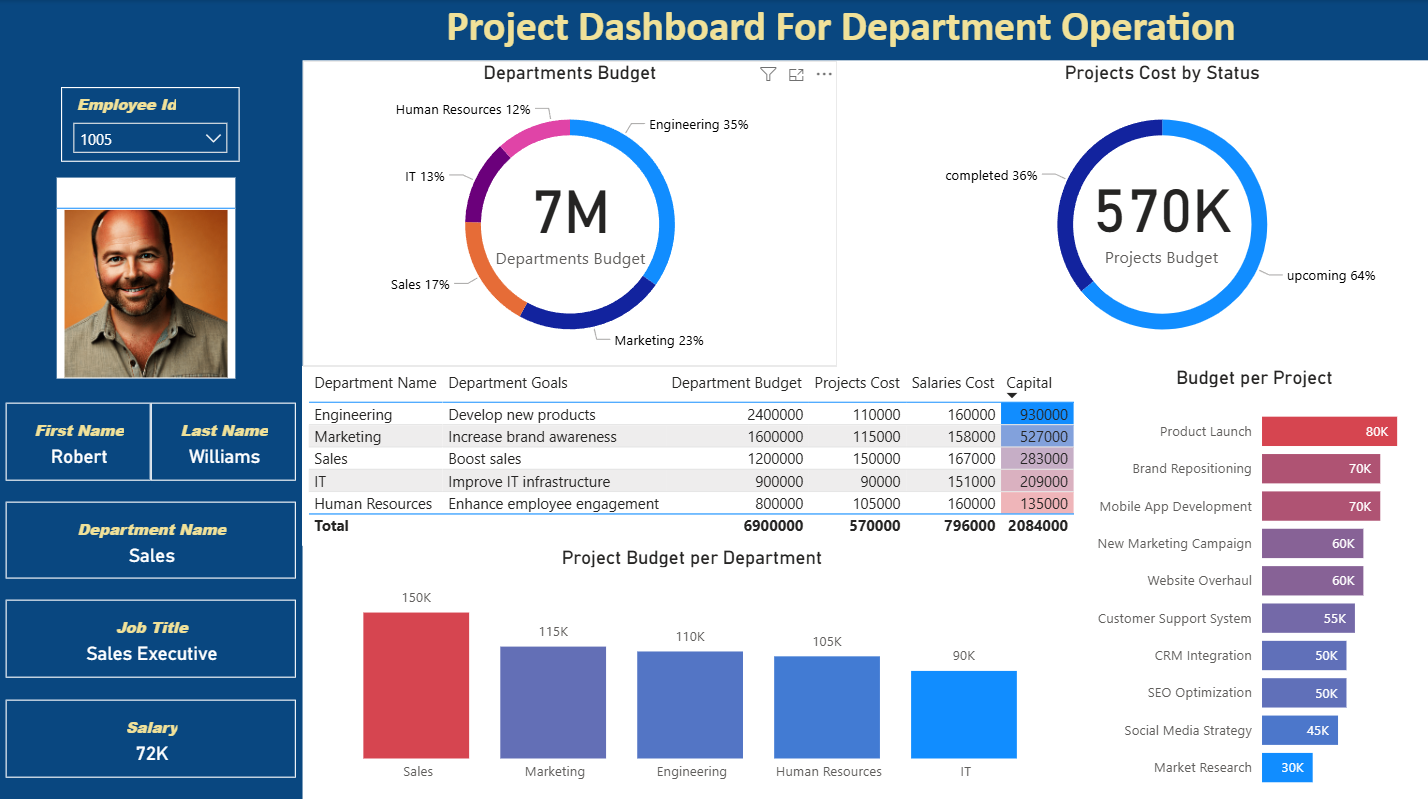 Project Dashboard For Department Operation
Employee Id
1005
First Name
Robert
Last Name
Williams
Department Name
Sales
Job Title
Sales Executive
Salary
72K
Departments Budget
Human Resources 12%
Engineering 35%
IT 13%
7M
Departments Budget
Sales 17%
Marketing 23%
Projects Cost by Status
completed 36%
570K
Projects Budget
upcoming 64%
Department Name Department Goals Department Budget Projects Cost Salaries Cost Capital
Engineering Develop new products 2400000 110000 160000 930000
Marketing Increase brand awareness 1600000 115000 158000 527000
Sales Boost sales 1200000 150000 167000 283000
IT Improve IT infrastructure 900000 90000 151000 209000
Human Resources Enhance employee engagement 800000 105000 160000 135000
Total 6900000 570000 796000 2084000
Project Budget per Department
150K
115K
110K
105K
90K
Sales Marketing Engineering Human Resources IT
Budget per Project
Product Launch 80K
Brand Repositioning 70K
Mobile App Development 70K
New Marketing Campaign 60K
Website Overhaul 60K
Customer Support System 55K
CRM Integration 50K
SEO Optimization 50K
Social Media Strategy 45K
Market Research 30K